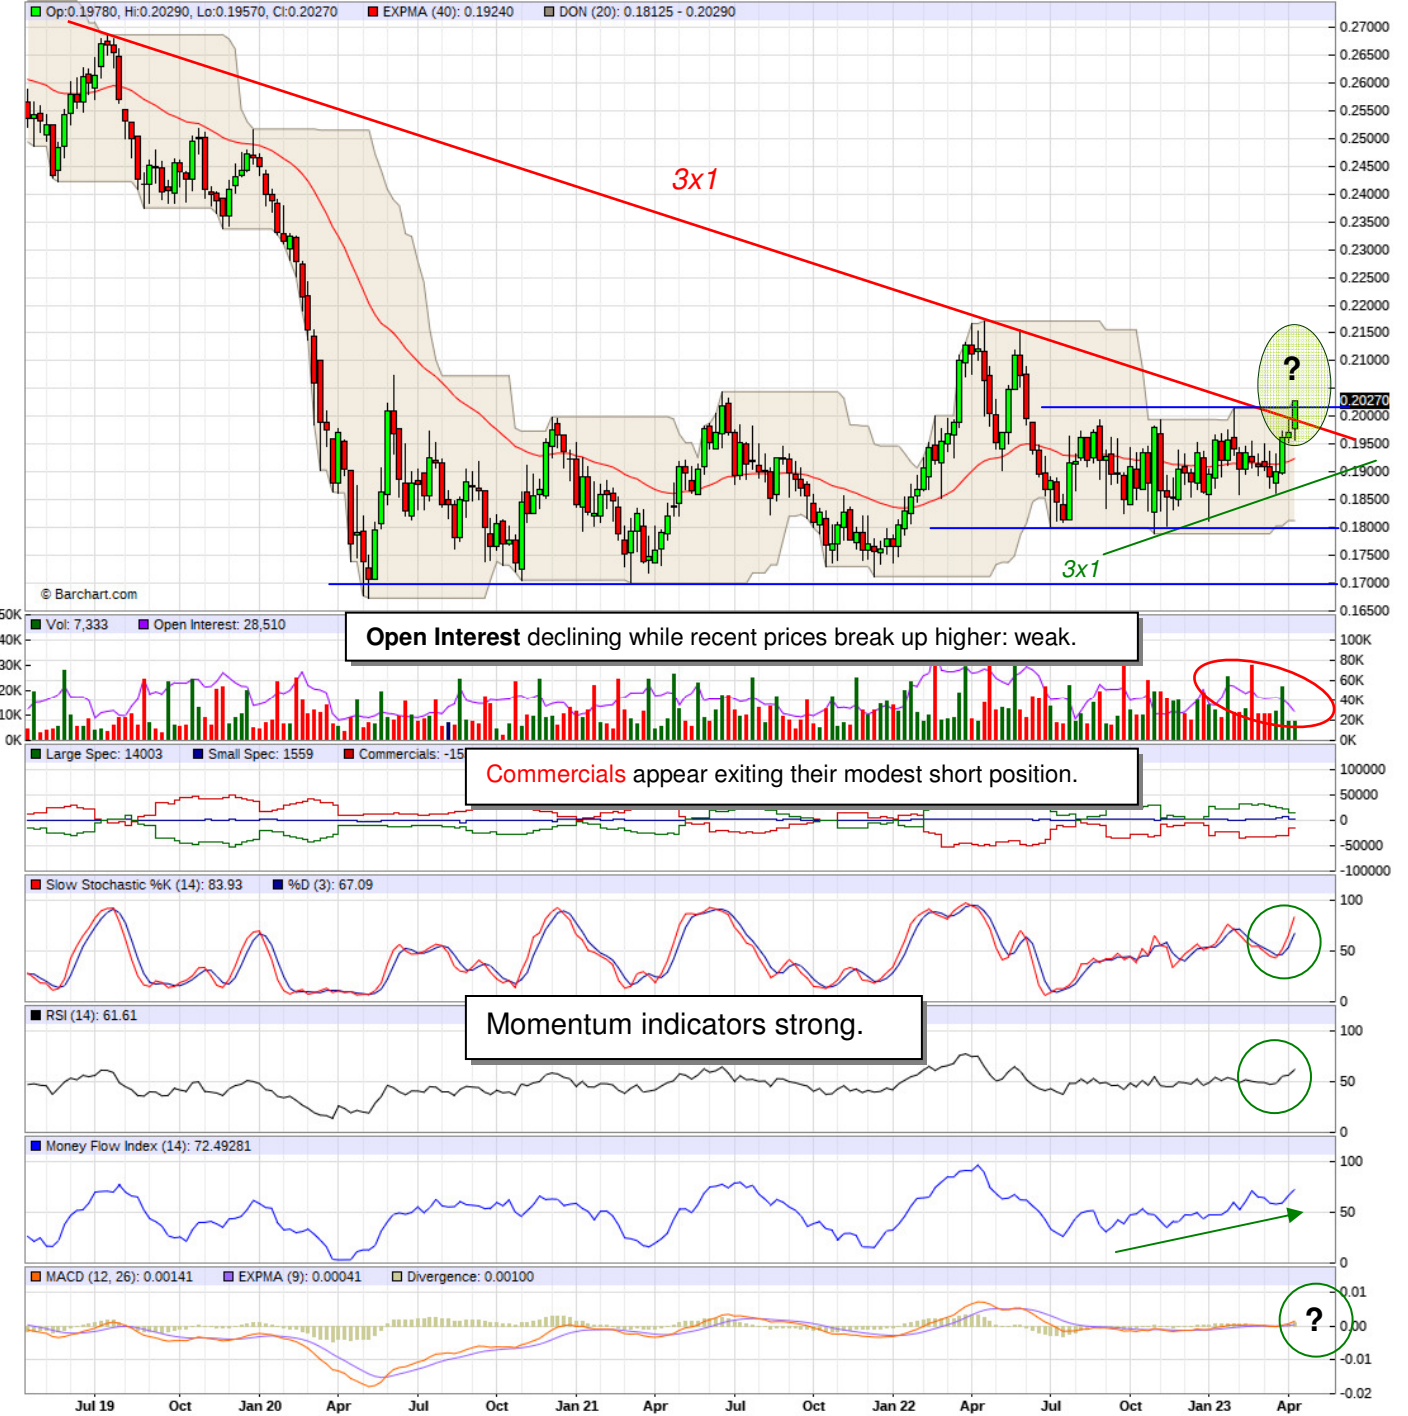 Op:0.19780, Hi:0.20290, Lo:0.19570, Cl:0.20270 EXPMA (40): 0.19240 DON (20): 0.18125 - 0.20290
0.27000
0.26500
0.26000
0.25500
0.25000
0.24500
0.24000
0.23500
0.23000
0.22500
0.22000
0.21500
0.21000
0.20270
0.20000
0.19500
0.19000
0.18500
0.18000
0.17500
0.17000
0.16500
3x1
?
3x1
© Barchart.com
Vol: 7,333 Open Interest: 28,510
Open Interest declining while recent prices break up higher: weak.
50K
40K
30K
20K
10K
0K
100K
80K
60K
40K
20K
0K
Large Spec: 14003 Small Spec: 1559 Commercials: -15
Commercials appear exiting their modest short position.
100000
50000
0
-50000
-100000
Slow Stochastic %K (14): 83.93 %D (3): 67.09
100
50
0
RSI (14): 61.61
Momentum indicators strong.
100
50
0
Money Flow Index (14): 72.49281
100
50
0
MACD (12, 26): 0.00141 EXPMA (9): 0.00041 Divergence: 0.00100
?
0.01
0.00
-0.01
-0.02
Jul 19 Oct Jan 20 Apr Jul Oct Jan 21 Apr Jul Oct Jan 22 Apr Jul Oct Jan 23 Apr